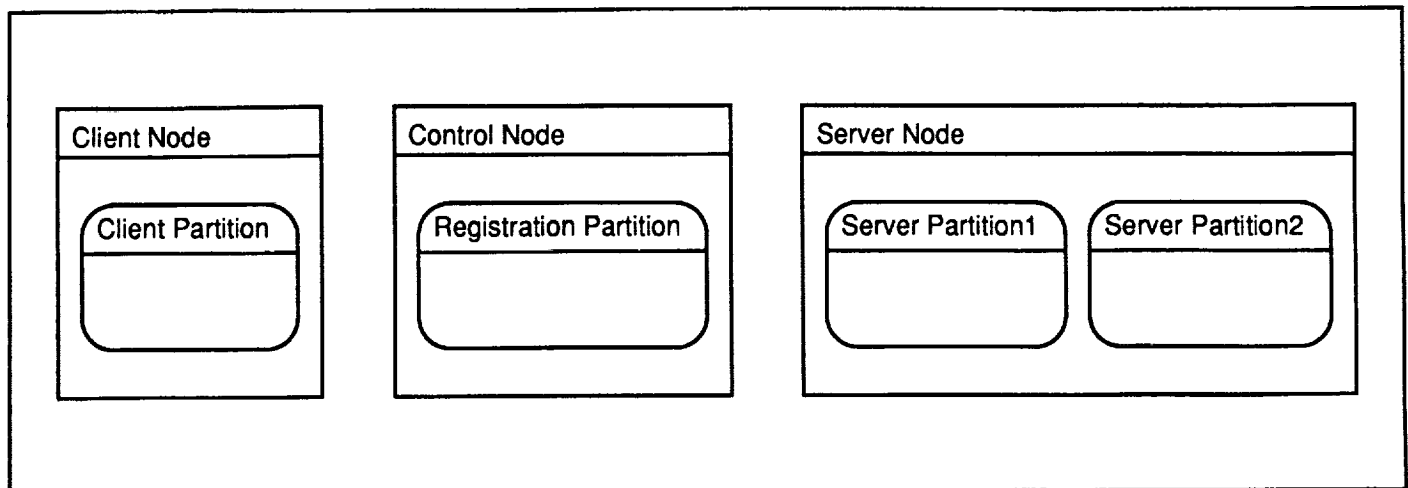 Client Node
Control Node
Server Node
Client Partition
Registration Partition
Server Partition1
Server Partition2